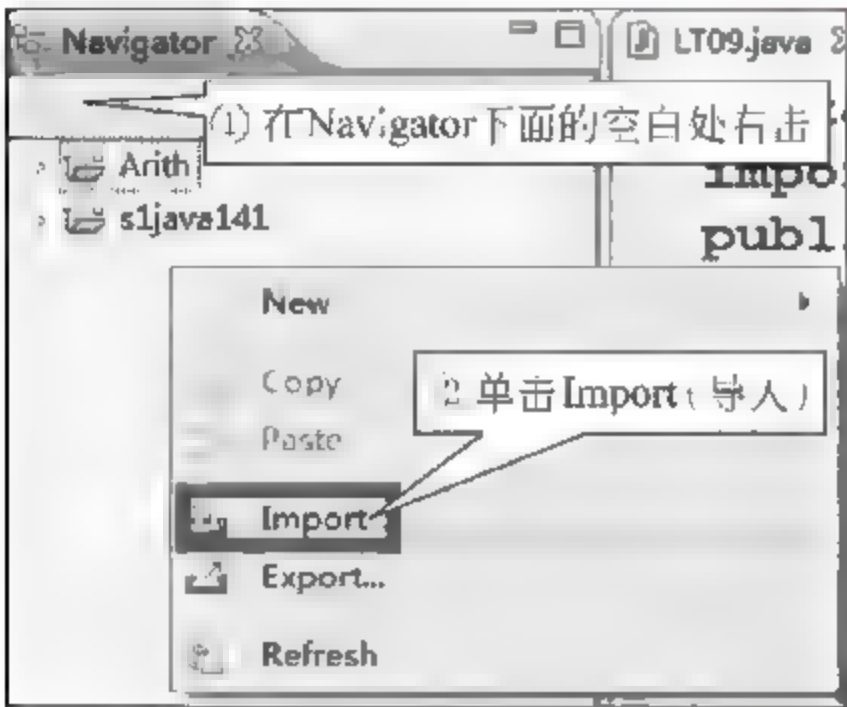 Navigator
LT09.java
(1) 在Navigator下面的空白处右击
Arith
impo
s1java141
publ
New
Copy
2 单击Import(导入)
Paste
Import
Export...
Refresh